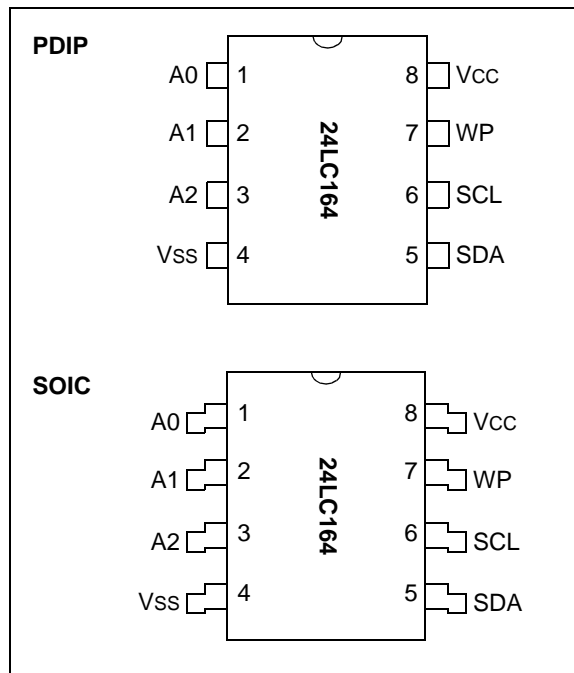 PDIP
A0 1 8 VCC
A1 2 7 WP
24LC164
A2 3 6 SCL
VSS 4 5 SDA
SOIC
A0 1 8 VCC
A1 2 7 WP
24LC164
A2 3 6 SCL
VSS 4 5 SDA